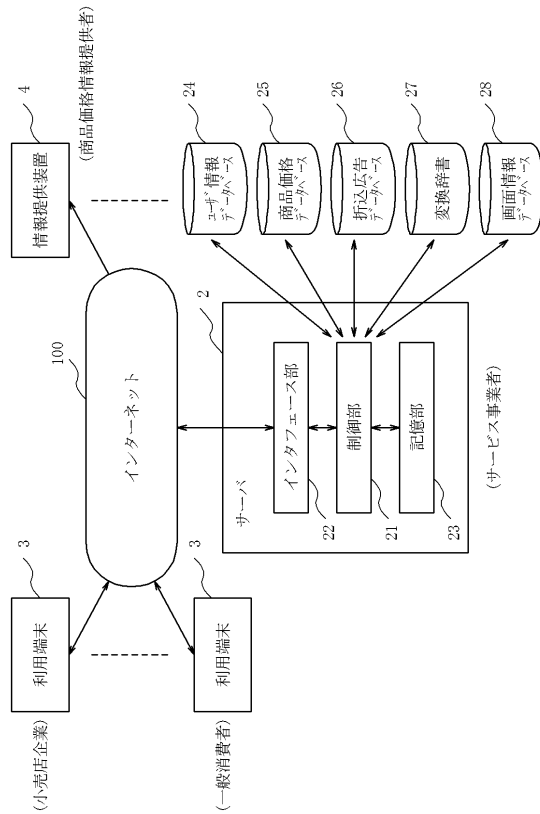 (小売店企業)
利用端末
3
(一般消費者)
利用端末
3
100
インターネット
4
情報提供装置
(商品価格情報提供者)
2
サーバ
インタフェース部
22
制御部
21
記憶部
23
(サービス事業者)
24
ユーザ情報
データベース
25
商品価格
データベース
26
折込広告
データベース
27
変換辞書
28
画面情報
データベース